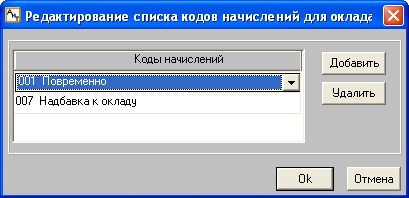 Редактирование списка кодов начислений для оклада
Коды начислений
001 Повременно
007 Надбавка к окладу
Добавить
Удалить
Ok
Отмена